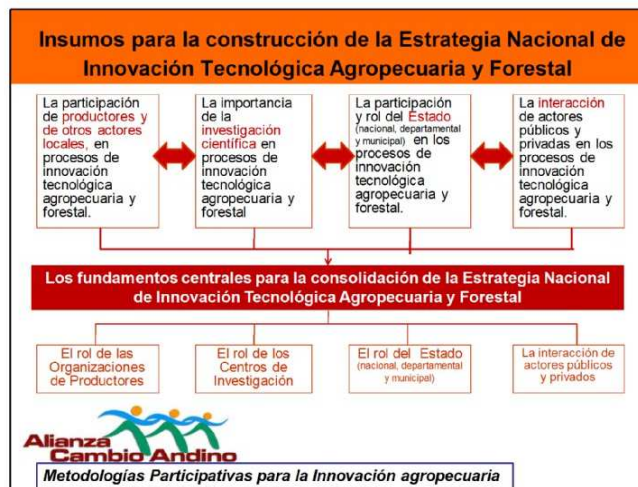 Insumos para la construcción de la Estrategia Nacional de
Innovación Tecnológica Agropecuaria y Forestal
La participación
de productores y de otros actores
locales, en
procesos de
innovación
tecnológica
agropecuaria y
forestal.
La importancia
de la
investigación
científica en
procesos de
innovación
tecnológica
agropecuaria y
forestal
La participación
y rol del Estado
(nacional, departamental
y municipal) en los
procesos de
innovación
tecnológica
agropecuaria y
forestal.
La interacción
de actores
públicos y
privadas en los
procesos de
innovación
tecnológica
agropecuaria y
forestal.
Los fundamentos centrales para la consolidación de la Estrategia Nacional
de Innovación Tecnológica Agropecuaria y Forestal
El rol de las
Organizaciones
de Productores
El rol de los
Centros de
Investigación
El rol del Estado
(nacional, departamental
y municipal)
La interacción de
actores públicos
y privados
Alianza
Cambio Andino
Metodologías Participativas para la Innovación agropecuaria